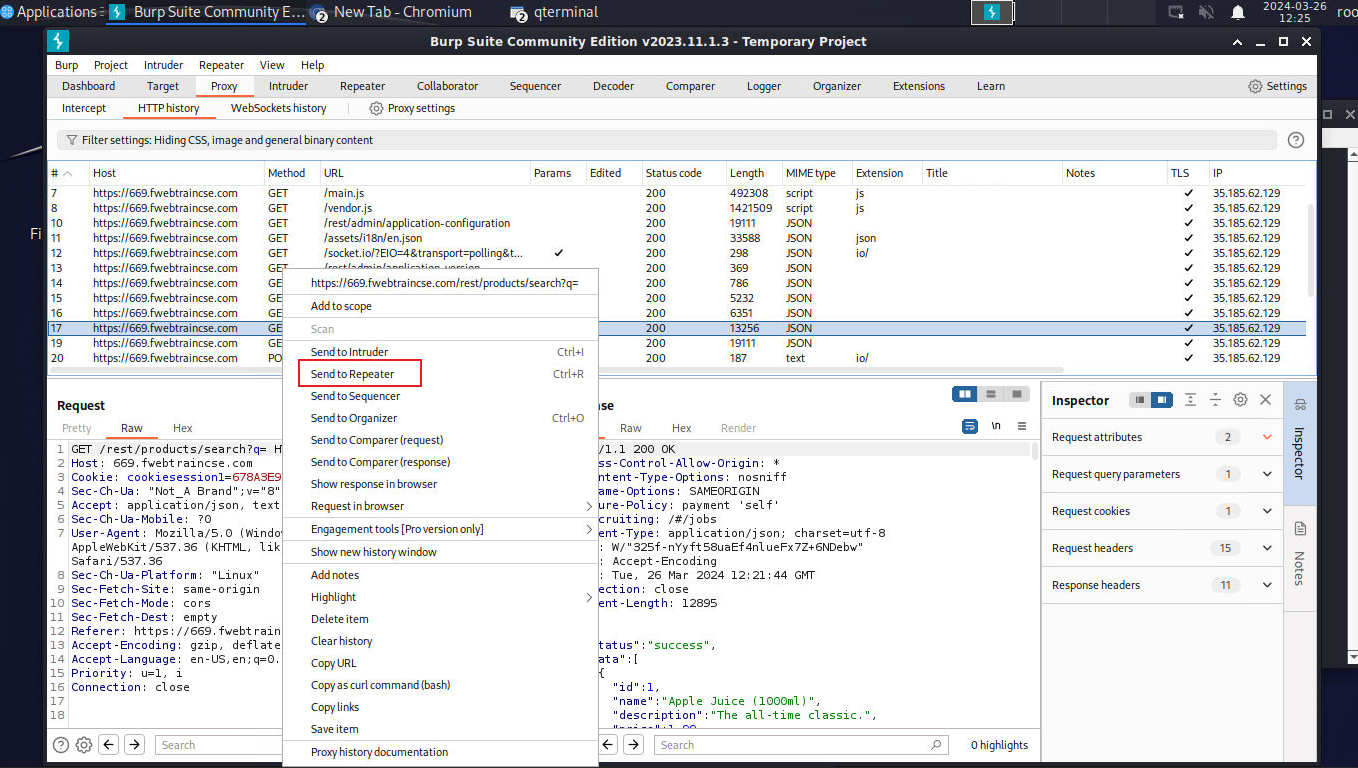 Applications
Burp Suite Community E...
2
New Tab - Chromium
2
qterminal
2024-03-26
12:25
roo
Burp Suite Community Edition v2023.11.1.3 - Temporary Project
Burp Project Intruder Repeater View Help
Dashboard Target Proxy Intruder Repeater Collaborator Sequencer Decoder Comparer Logger Organizer Extensions Learn Settings
Intercept HTTP history WebSockets history Proxy settings
Filter settings: Hiding CSS, image and general binary content
# Host Method URL Params Edited Status code Length MIME type Extension Title Notes TLS IP
7 https://669.fwebtraincse.com GET /main.js 200 492308 script js ✓ 35.185.62.129
8 https://669.fwebtraincse.com GET /vendor.js 200 1421509 script js ✓ 35.185.62.129
10 https://669.fwebtraincse.com GET /rest/admin/application-configuration 200 19111 JSON ✓ 35.185.62.129
11 https://669.fwebtraincse.com GET /assets/i18n/en.json 200 33588 json ✓ 35.185.62.129
12 https://669.fwebtraincse.com GET /socket.io/?EIO=4&transport=polling&t... ✓ 200 298 JSON io/ ✓ 35.185.62.129
13 https://669.fwebtraincse.com GE /rest/admin/application-version 200 369 JSON ✓ 35.185.62.129
14 https://669.fwebtraincse.com GE 200 786 JSON ✓ 35.185.62.129
15 https://669.fwebtraincse.com GE 200 5232 JSON ✓ 35.185.62.129
16 https://669.fwebtraincse.com GE 200 6351 JSON ✓ 35.185.62.129
17 https://669.fwebtraincse.com GE 200 13256 JSON ✓ 35.185.62.129
19 https://669.fwebtraincse.com GE 200 19111 JSON ✓ 35.185.62.129
20 https://669.fwebtraincse.com PO 200 187 text io/ ✓ 35.185.62.129
Fi
https://669.fwebtraincse.com/rest/products/search?q=
Add to scope
Scan
Send to Intruder Ctrl+I
Send to Repeater Ctrl+R
Send to Sequencer
Send to Organizer Ctrl+O
Send to Comparer (request)
Send to Comparer (response)
Show response in browser
Request in browser
Engagement tools [Pro version only]
Show new history window
Add notes
Highlight
Delete item
Clear history
Copy URL
Copy as curl command (bash)
Copy links
Save item
Proxy history documentation
Request
Pretty Raw Hex
1 GET /rest/products/search?q= H
2 Host: 669.fwebtraincse.com
3 Cookie: cookiesession1=678A3E9
4 Sec-Ch-Ua: "Not_A Brand";v="8"
5 Accept: application/json, text
6 Sec-Ch-Ua-Mobile: ?0
7 User-Agent: Mozilla/5.0 (Windo
AppleWebKit/537.36 (KHTML, lik
Safari/537.36
8 Sec-Ch-Ua-Platform: "Linux"
9 Sec-Fetch-Site: same-origin
10 Sec-Fetch-Mode: cors
11 Sec-Fetch-Dest: empty
12 Referer: https://669.fwebtrain
13 Accept-Encoding: gzip, deflate
14 Accept-Language: en-US,en;q=0.
15 Priority: u=1, i
16 Connection: close
17
18
Search
se
Raw Hex Render
\n
/1.1 200 OK
ss-Control-Allow-Origin: *
ntent-Type-Options: nosniff
ame-Options: SAMEORIGIN
ure-Policy: payment 'self'
cruiting: /#/jobs
ent-Type: application/json; charset=utf-8
: W/"325f-nYyft58uaEf4nlueFx7Z+6NDebw"
: Accept-Encoding
: Tue, 26 Mar 2024 12:21:44 GMT
ection: close
ent-Length: 12895
tatus":"success",
ata":[
{
"id":1,
"name":"Apple Juice (1000ml)",
"description":"The all-time classic.",
Search
0 highlights
Inspector
Request attributes 2
Request query parameters 1
Request cookies 1
Request headers 15
Response headers 11
Inspector
Notes